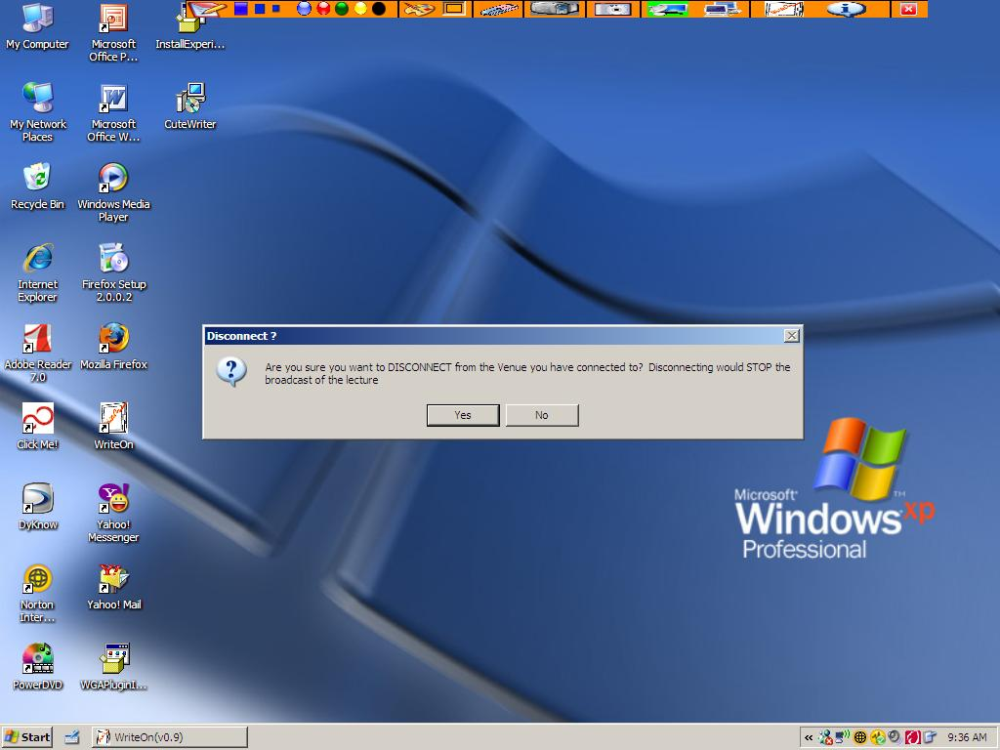 My Computer
Microsoft
Office P...
InstallExperi...
My Network
Places
Microsoft
Office W...
CuteWriter
Recycle Bin
Windows Media
Player
Internet
Explorer
Firefox Setup
2.0.0.2
Adobe Reader
7.0
Mozilla Firefox
Click Me!
WriteOn
DyKnow
Yahoo!
Messenger
Norton
Inter...
Yahoo! Mail
PowerDVD
WGAPluginI...
Disconnect ?
Are you sure you want to DISCONNECT from the Venue you have connected to? Disconnecting would STOP the
broadcast of the lecture
Yes
No
Microsoft®
Windows xp
TM
Professional
Start
WriteOn(v0.9)
«
9:36 AM